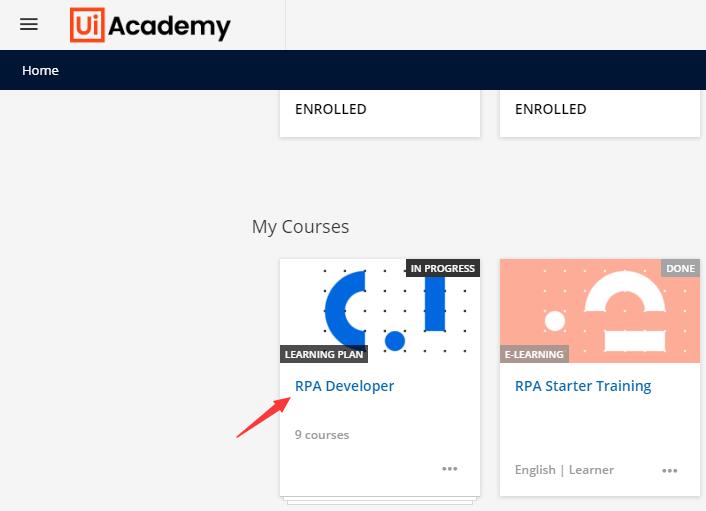 Ui Academy
Home
ENROLLED
ENROLLED
My Courses
IN PROGRESS
DONE
LEARNING PLAN
E-LEARNING
RPA Developer
RPA Starter Training
9 courses
English | Learner